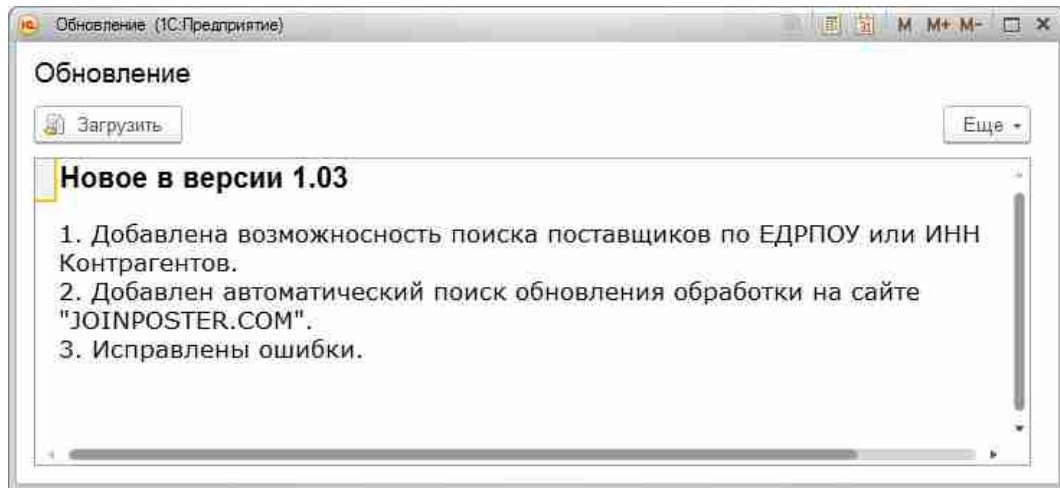 Обновление (1С:Предприятие)
M M+ M-
Обновление
Загрузить
Еще
Новое в версии 1.03
1. Добавлена возможносность поиска поставщиков по ЕДРПОУ или ИНН
Контрагентов.
2. Добавлен автоматический поиск обновления обработки на сайте
"JOINPOSTER.COM".
3. Исправлены ошибки.